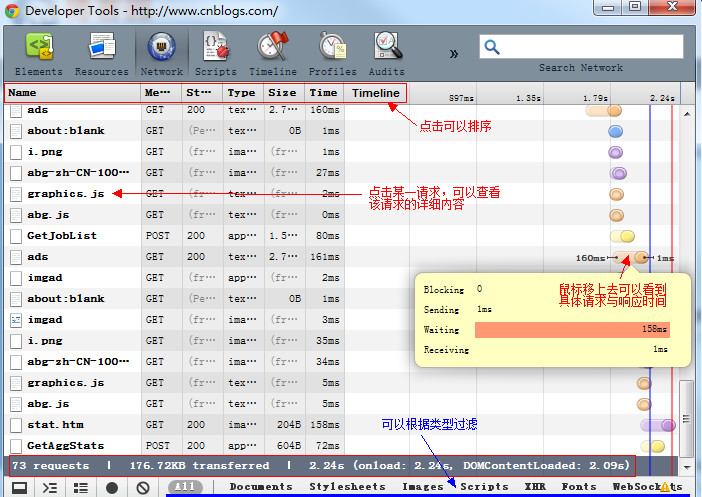 Developer Tools - http://www.cnblogs.com/
Elements Resources Network Scripts Timeline Profiles Audits » Search Network
Name Me… St… Type Size Time Timeline 897ms 1.35s 1.79s 2.24s
ads GET 200 tex… 2.7… 160ms
点击可以排序
about:blank GET (Pe… tex… 0B 1ms
i.png GET (fr… ima… (fr… 1ms
abg-zh-CN-100… GET (fr… ima… (fr… 27ms
graphics.js GET (fr… tex… (fr… 2ms
点击某一请求，可以查看
该请求的详细内容
abg.js GET (fr… tex… (fr… 0ms
GetJobList POST 200 app… 1.5… 80ms
ads GET 200 tex… 2.7… 161ms 160ms 1ms
imgad GET (fr… app… (fr… 2ms
about:blank GET (fr… tex… 0B 1ms
imgad GET (fr… ima… (fr… 3ms
i.png GET (fr… ima… (fr… 35ms
abg-zh-CN-100… GET (fr… ima… (fr… 34ms
Blocking 0
Sending 1ms
Waiting 158ms
Receiving 1ms
鼠标移上去可以看到
具体请求与响应时间
graphics.js GET (fr… tex… (fr… 5ms
abg.js GET (fr… tex… (fr… 5ms
stat.htm GET 200 ima… 204B 158ms
可以根据类型过滤
GetAggStats POST 200 app… 604B 72ms
73 requests | 176.72KB transferred | 2.24s (onload: 2.24s, DOMContentLoaded: 2.09s)
All Documents Stylesheets Images Scripts XHR Fonts WebSockets